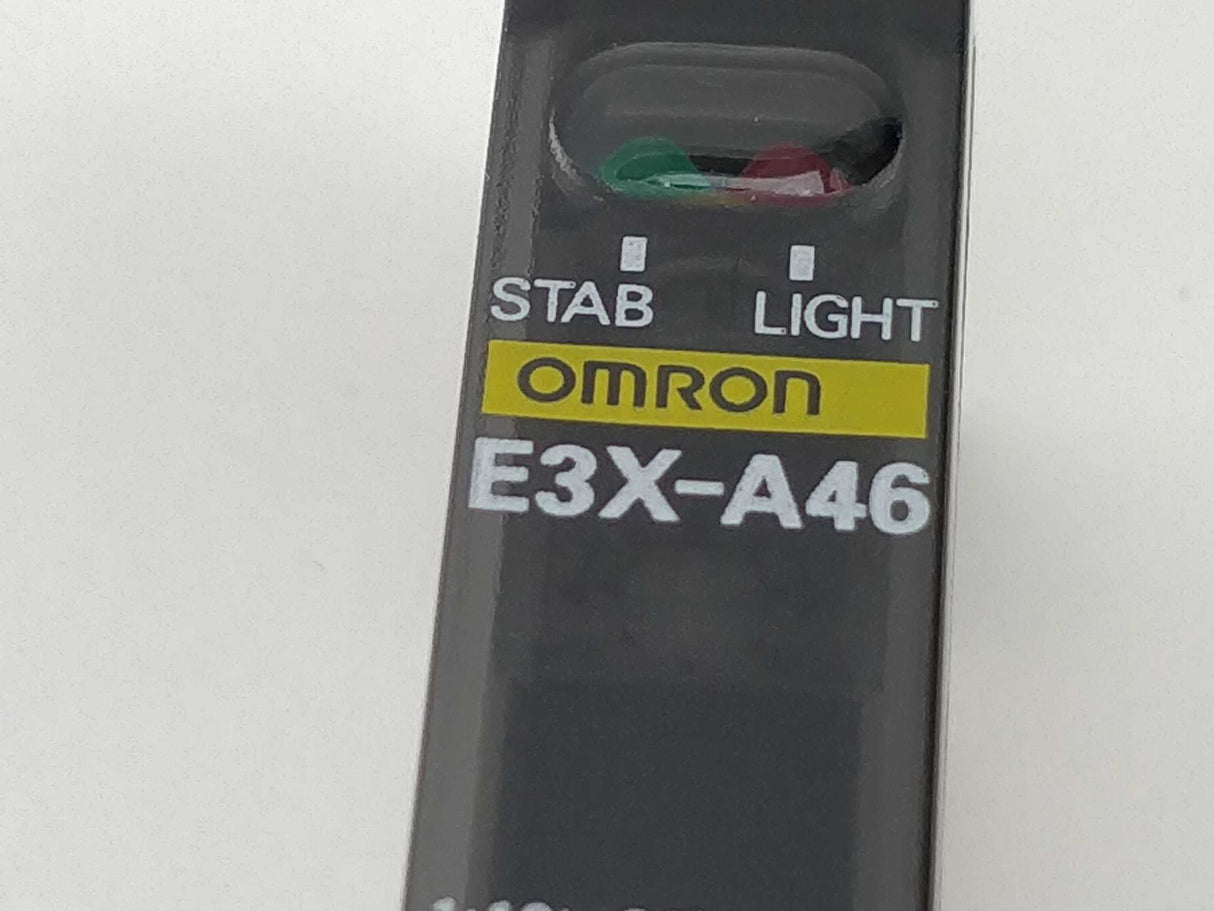 STAB LIGHT
OMRON
E3X-A46